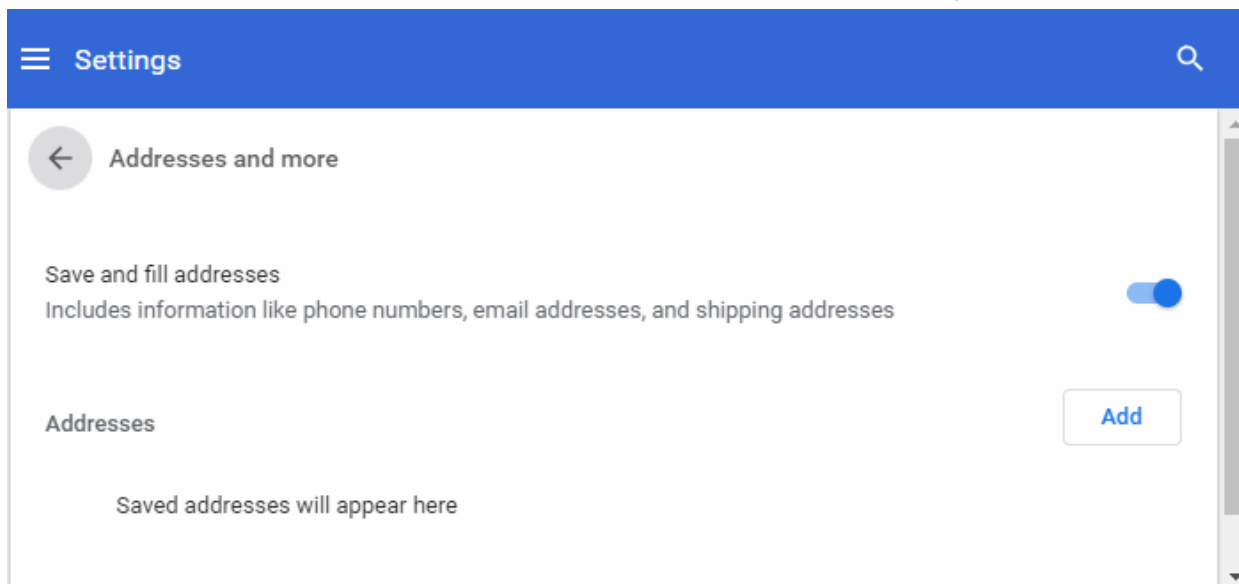 Settings
Addresses and more
Save and fill addresses
Includes information like phone numbers, email addresses, and shipping addresses
Addresses
Add
Saved addresses will appear here